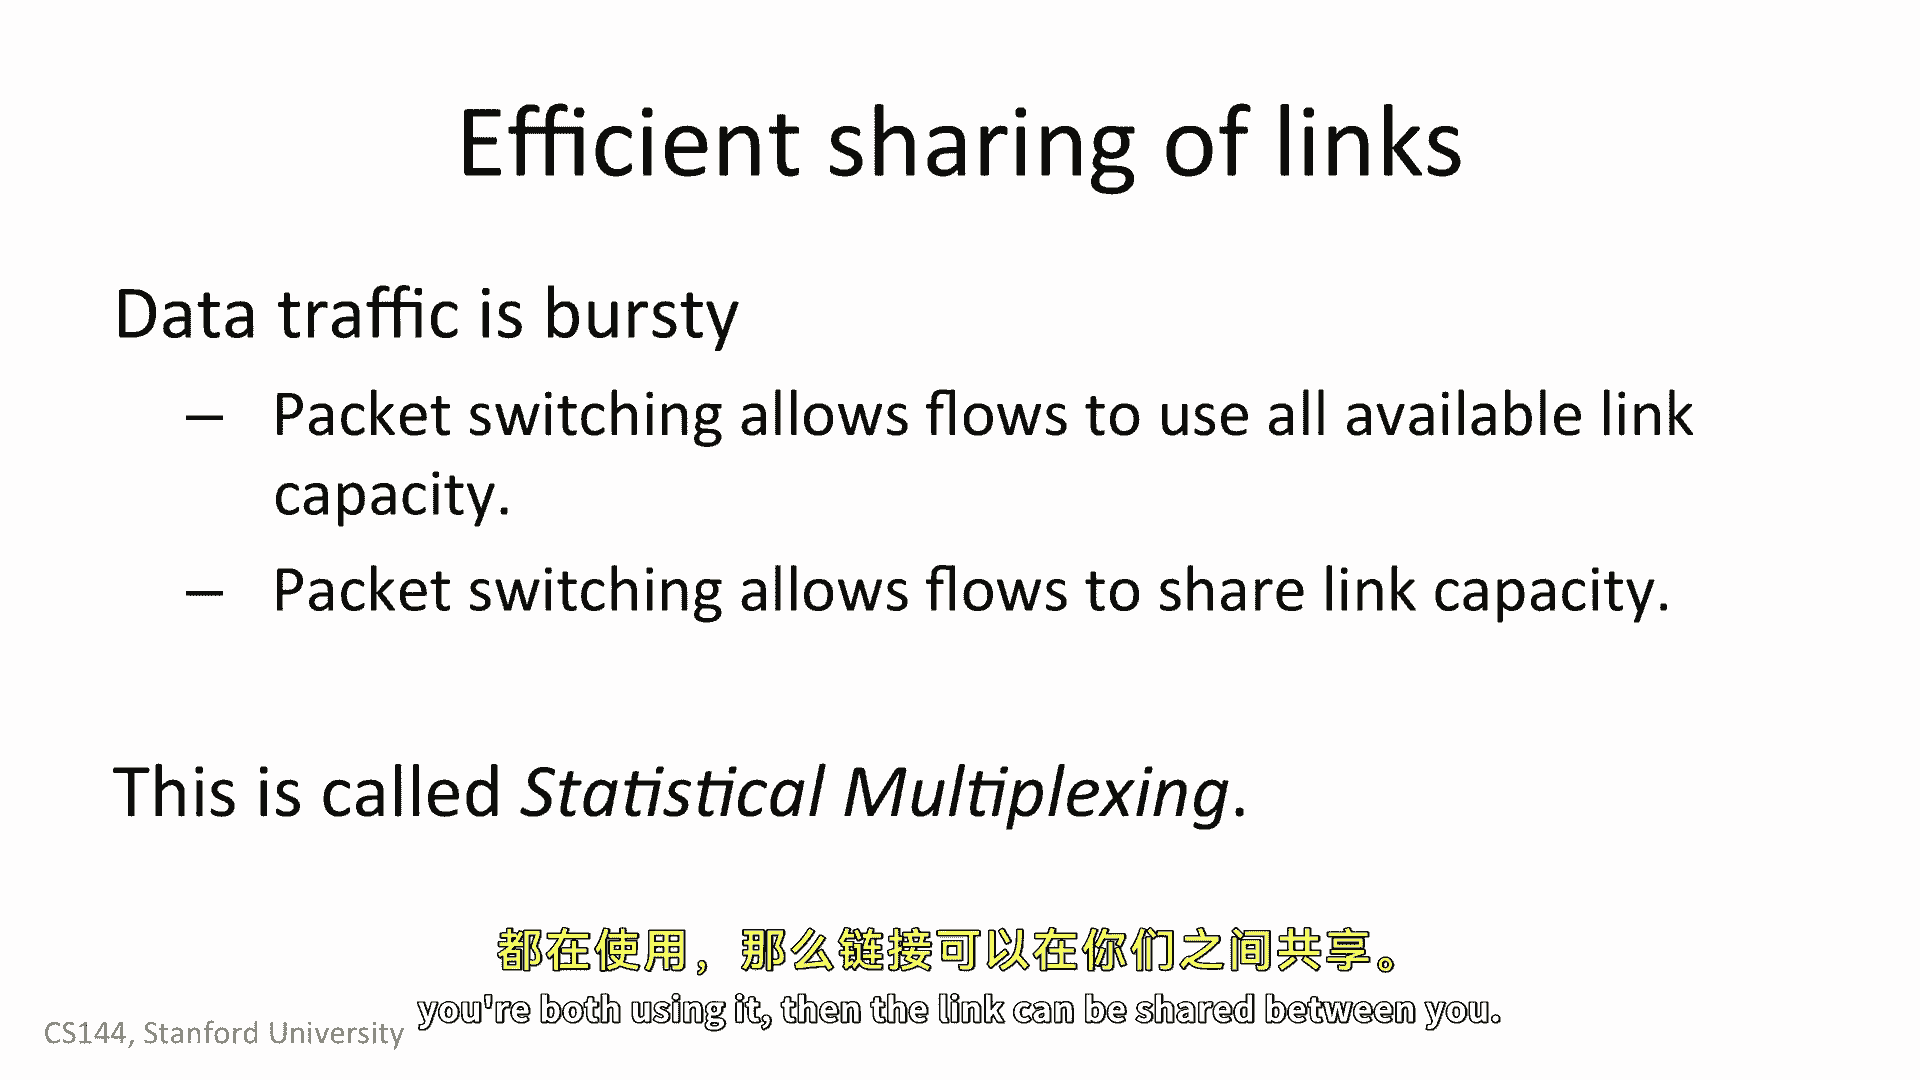 Efficient sharing of links
Data traffic is bursty
– Packet switching allows flows to use all available link
capacity.
– Packet switching allows flows to share link capacity.
This is called Statistical Multiplexing.
都在使用，那么链接可以在你们之间共享。
you're both using it, then the link can be shared between you.
CS144, Stanford University